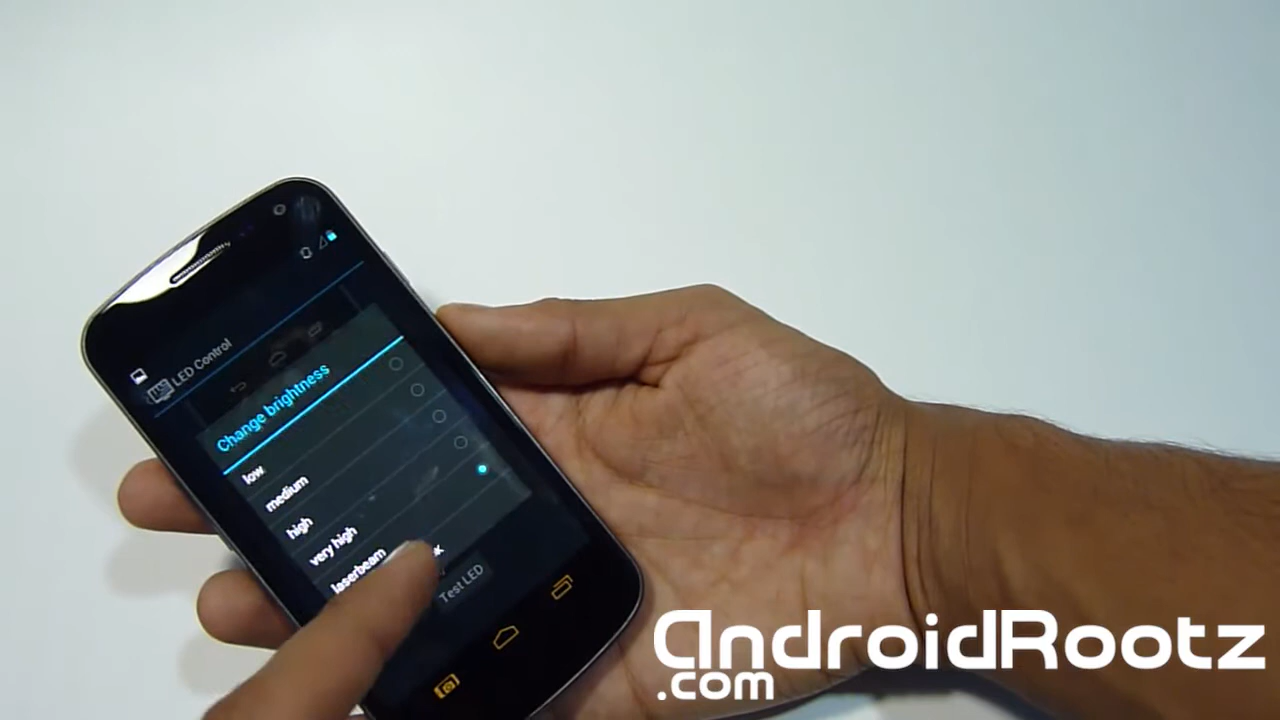 LED Control
Change brightness
low
medium
high
very high
laserbeam
Test LED
AndroidRootz
.com